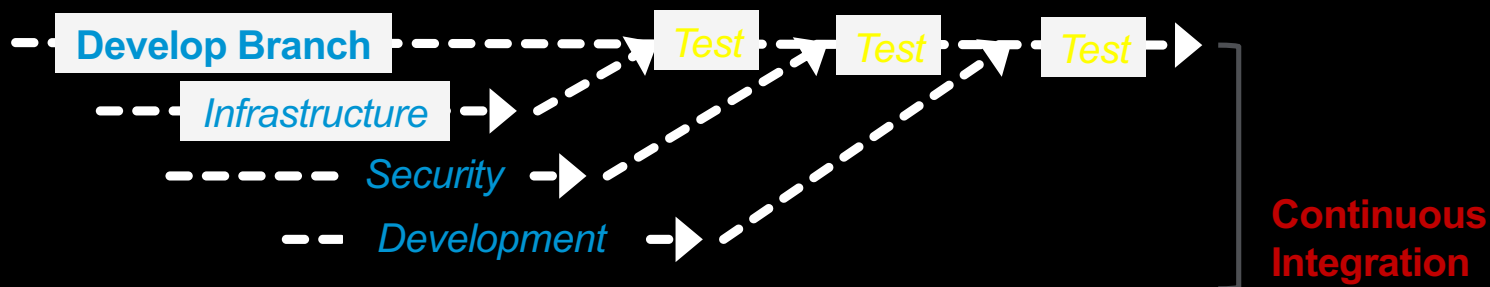 Develop Branch
Test
Test
Test
Infrastructure
Security
Development
Continuous
Integration